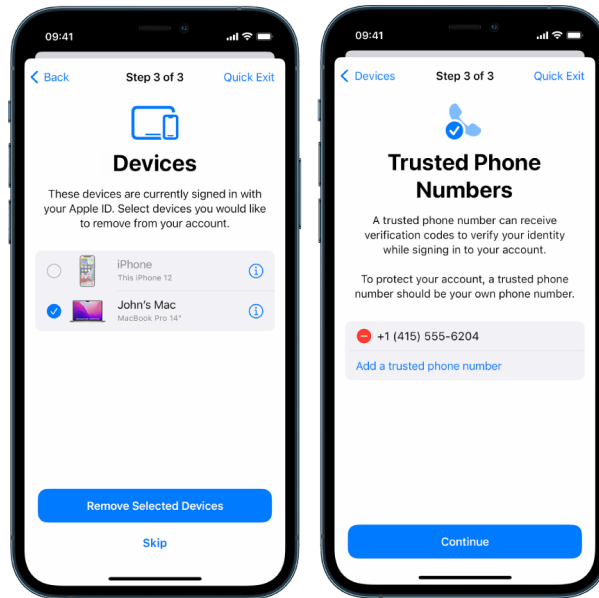 09:41
Back
Step 3 of 3
Quick Exit
Devices
These devices are currently signed in with
your Apple ID. Select devices you would like
to remove from your account.
iPhone
This iPhone 12
John's Mac
MacBook Pro 14"
Remove Selected Devices
Skip
09:41
Devices
Step 3 of 3
Quick Exit
Trusted Phone
Numbers
A trusted phone number can receive
verification codes to verify your identity
while signing in to your account.
To protect your account, a trusted phone
number should be your own phone number.
+1 (415) 555-6204
Add a trusted phone number
Continue